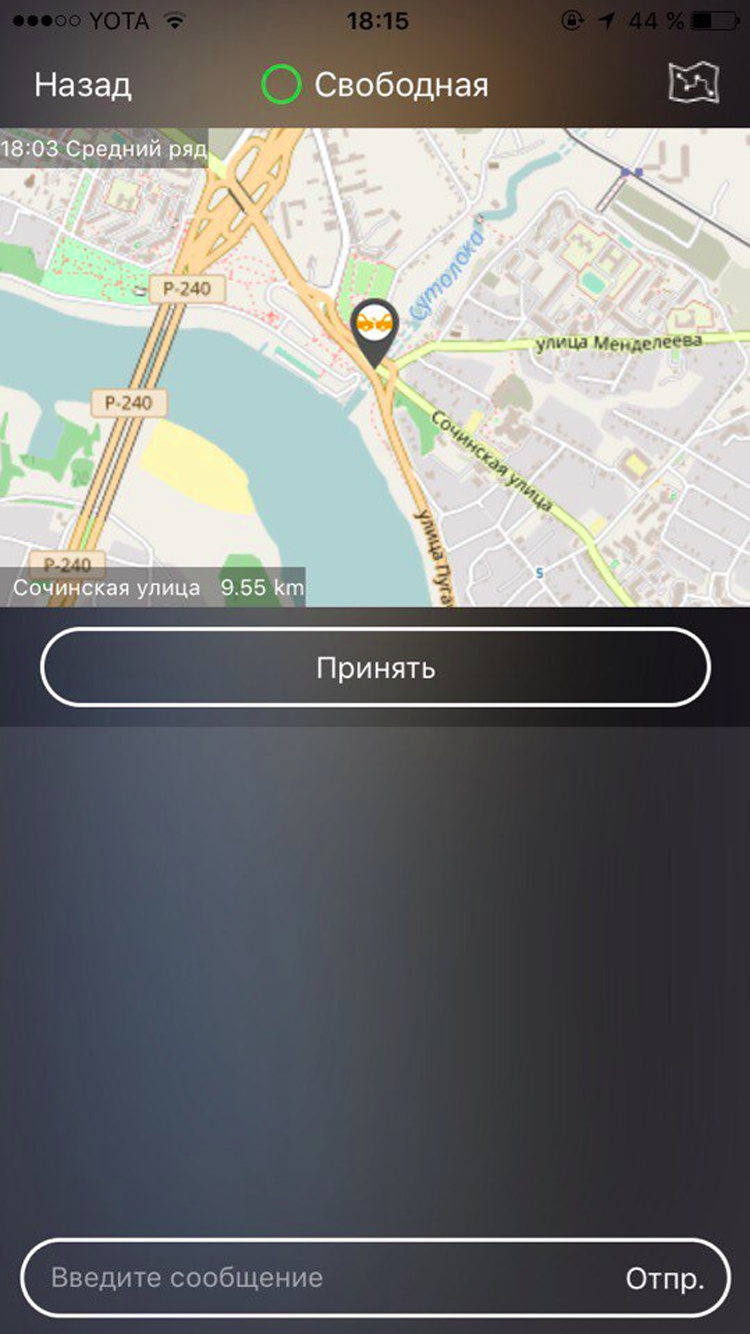 YOTA 18:15 44 %
Назад Свободная
18:03 Средний ряд
Сутолока
Р-240
улица Менделеева
Р-240
Сочинская улица
улица Пуга
Р-240
5
Сочинская улица 9.55 km
Принять
Введите сообщение Отпр.